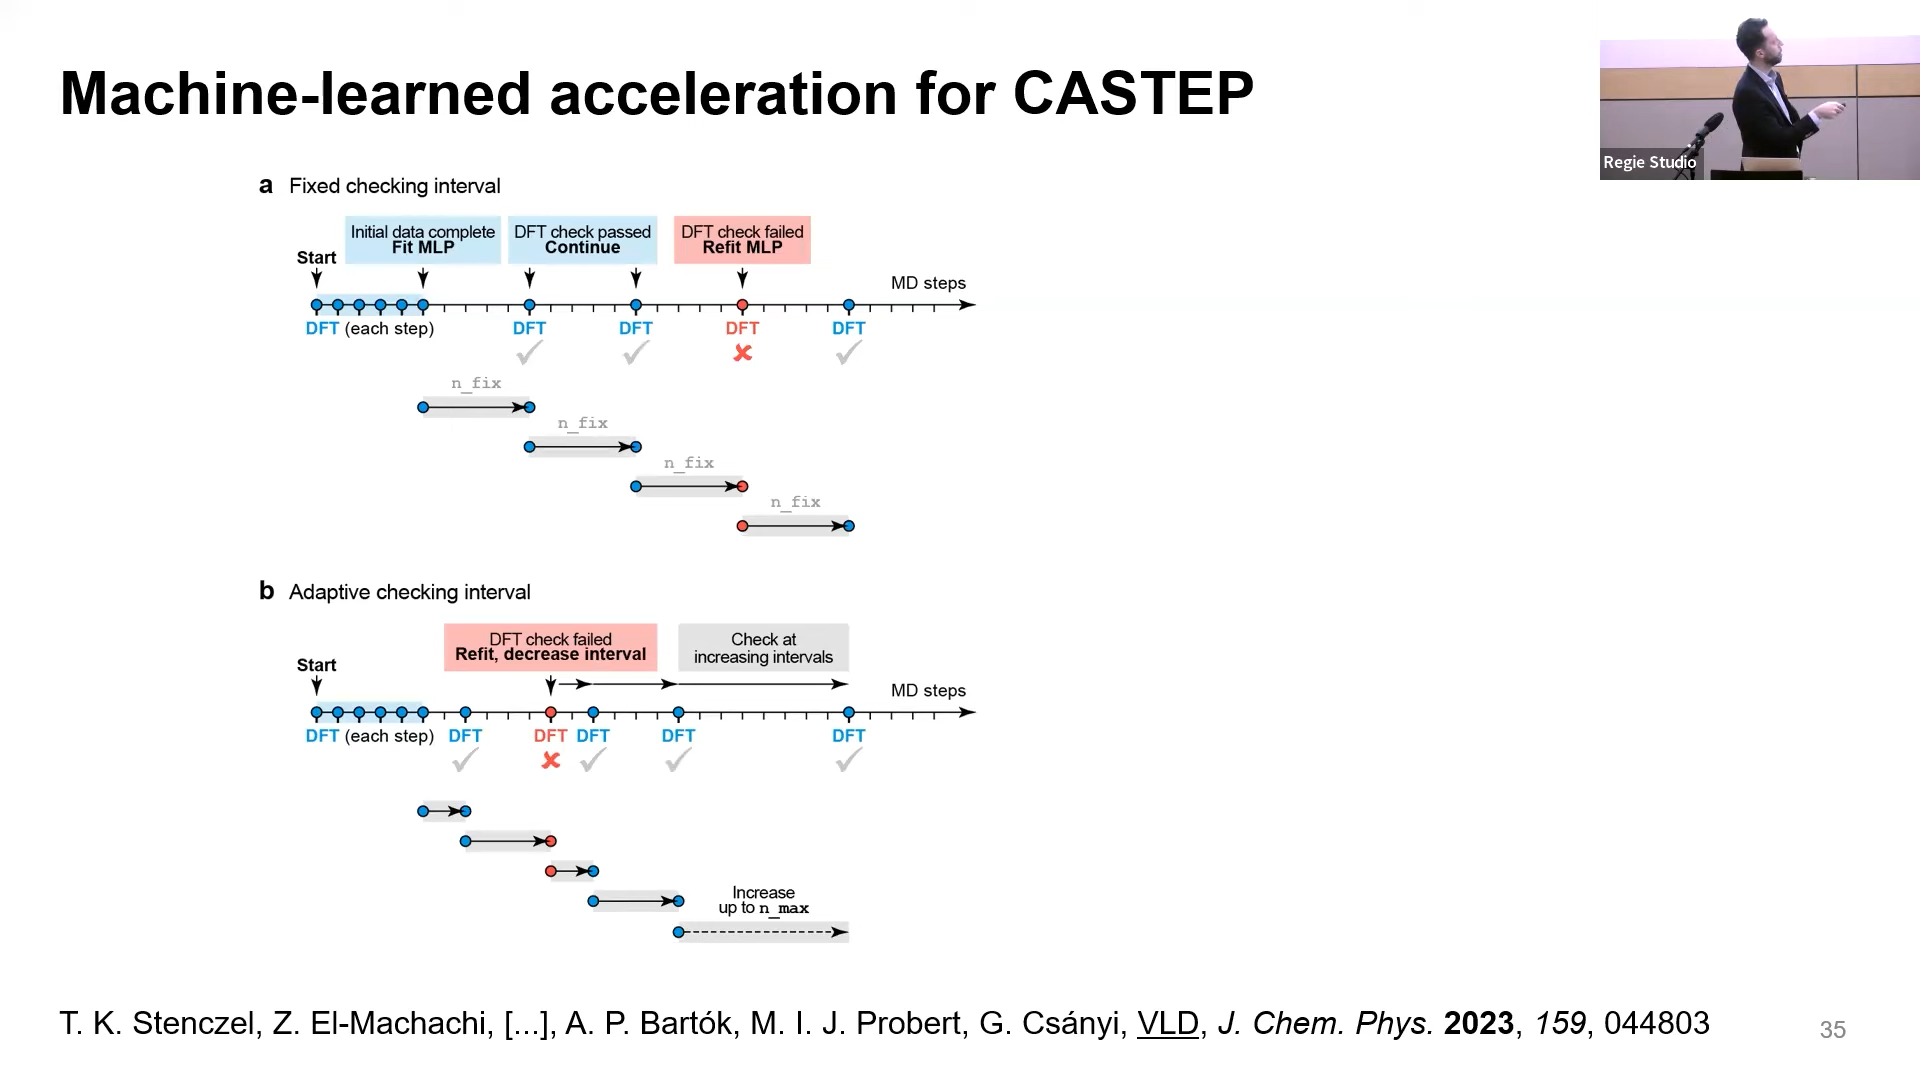 Machine-learned acceleration for CASTEP
Regie Studio
a Fixed checking interval
Initial data complete
Fit MLP
DFT check passed
Continue
DFT check failed
Refit MLP
Start
MD steps
DFT (each step) DFT DFT DFT DFT
n_fix
n_fix
n_fix
n_fix
b Adaptive checking interval
DFT check failed
Refit, decrease interval
Check at
increasing intervals
Start
MD steps
DFT (each step) DFT DFT DFT DFT DFT
Increase
up to n_max
T. K. Stenczel, Z. El-Machachi, [...], A. P. Bartók, M. I. J. Probert, G. Csányi, VLD, J. Chem. Phys. 2023, 159, 044803
35